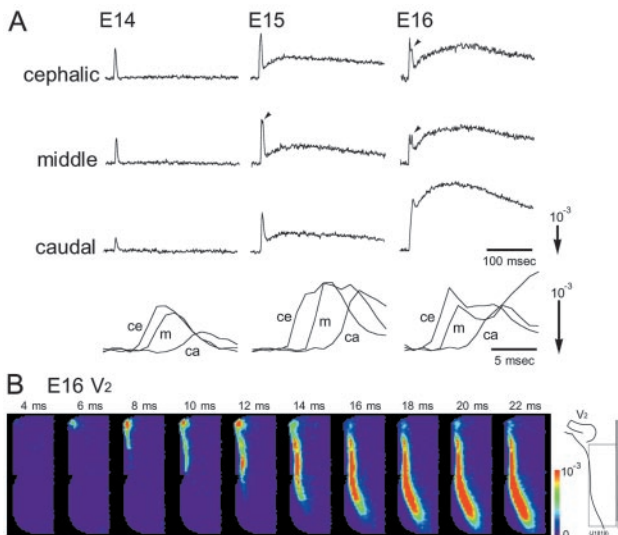 A
E14 E15 E16
cephalic
middle
caudal
10-3
100 msec
ce m ca
ce m ca
ce m ca
10-3
5 msec
B E16 V2
4 ms 6 ms 8 ms 10 ms 12 ms 14 ms 16 ms 18 ms 20 ms 22 ms
V2
10-3
0